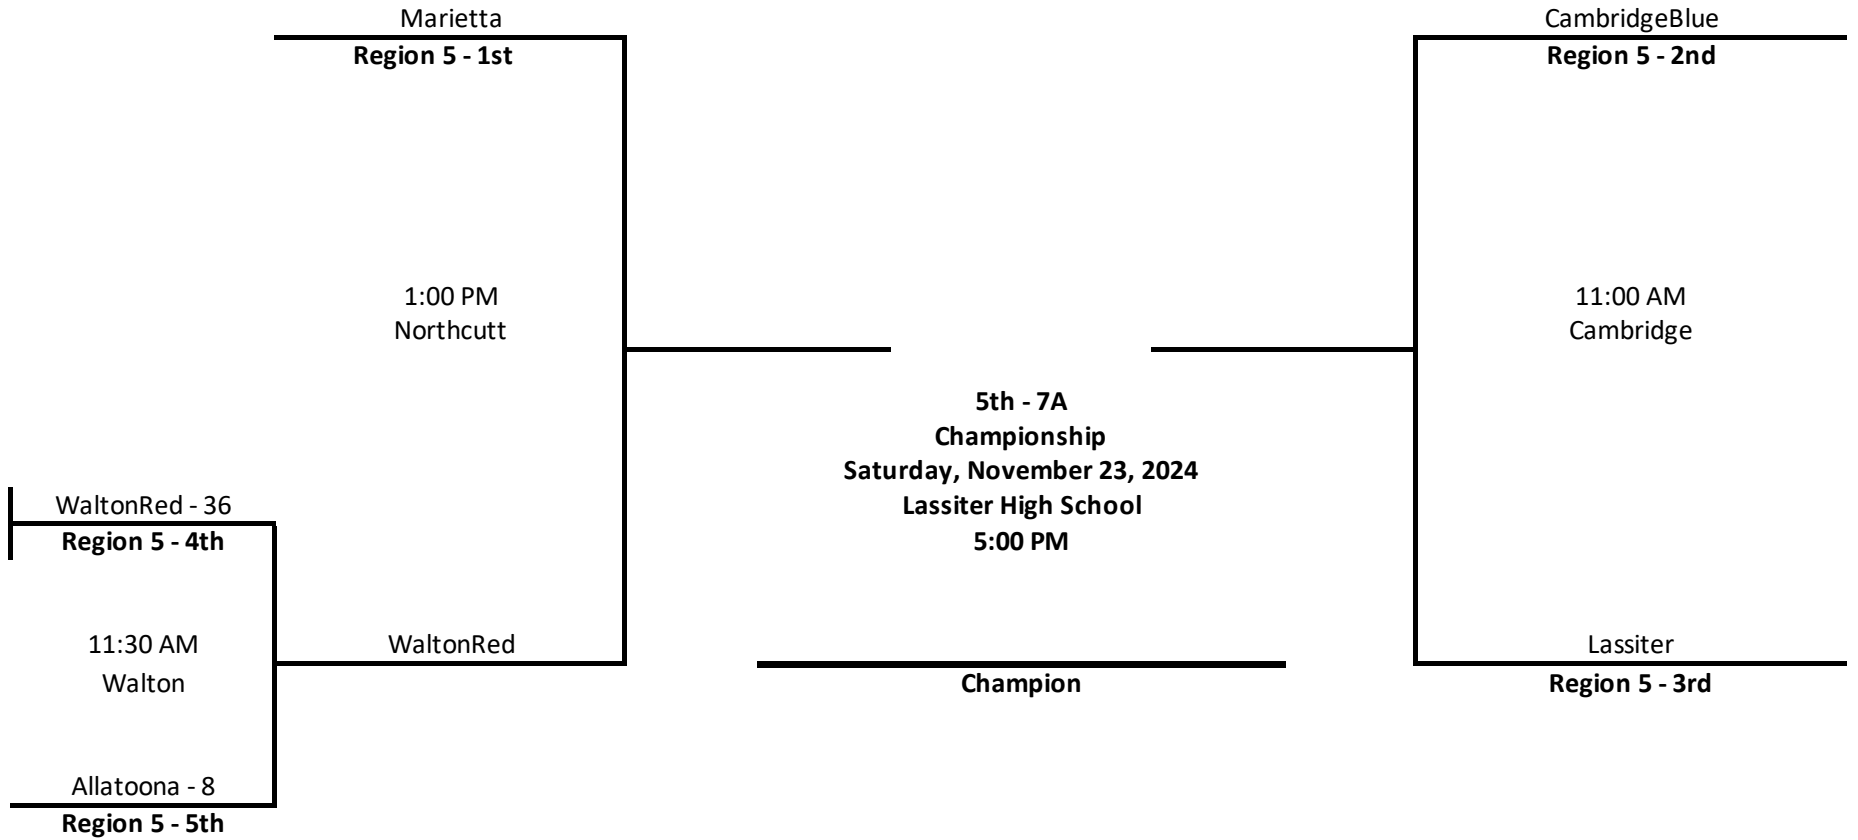 Marietta
Region 5 - 1st
CambridgeBlue
Region 5 - 2nd
1:00 PM
Northcutt
11:00 AM
Cambridge
5th - 7A
Championship
Saturday, November 23, 2024
Lassiter High School
5:00 PM
WaltonRed - 36
Region 5 - 4th
11:30 AM
Walton
WaltonRed
Champion
Lassiter
Region 5 - 3rd
Allatoona - 8
Region 5 - 5th